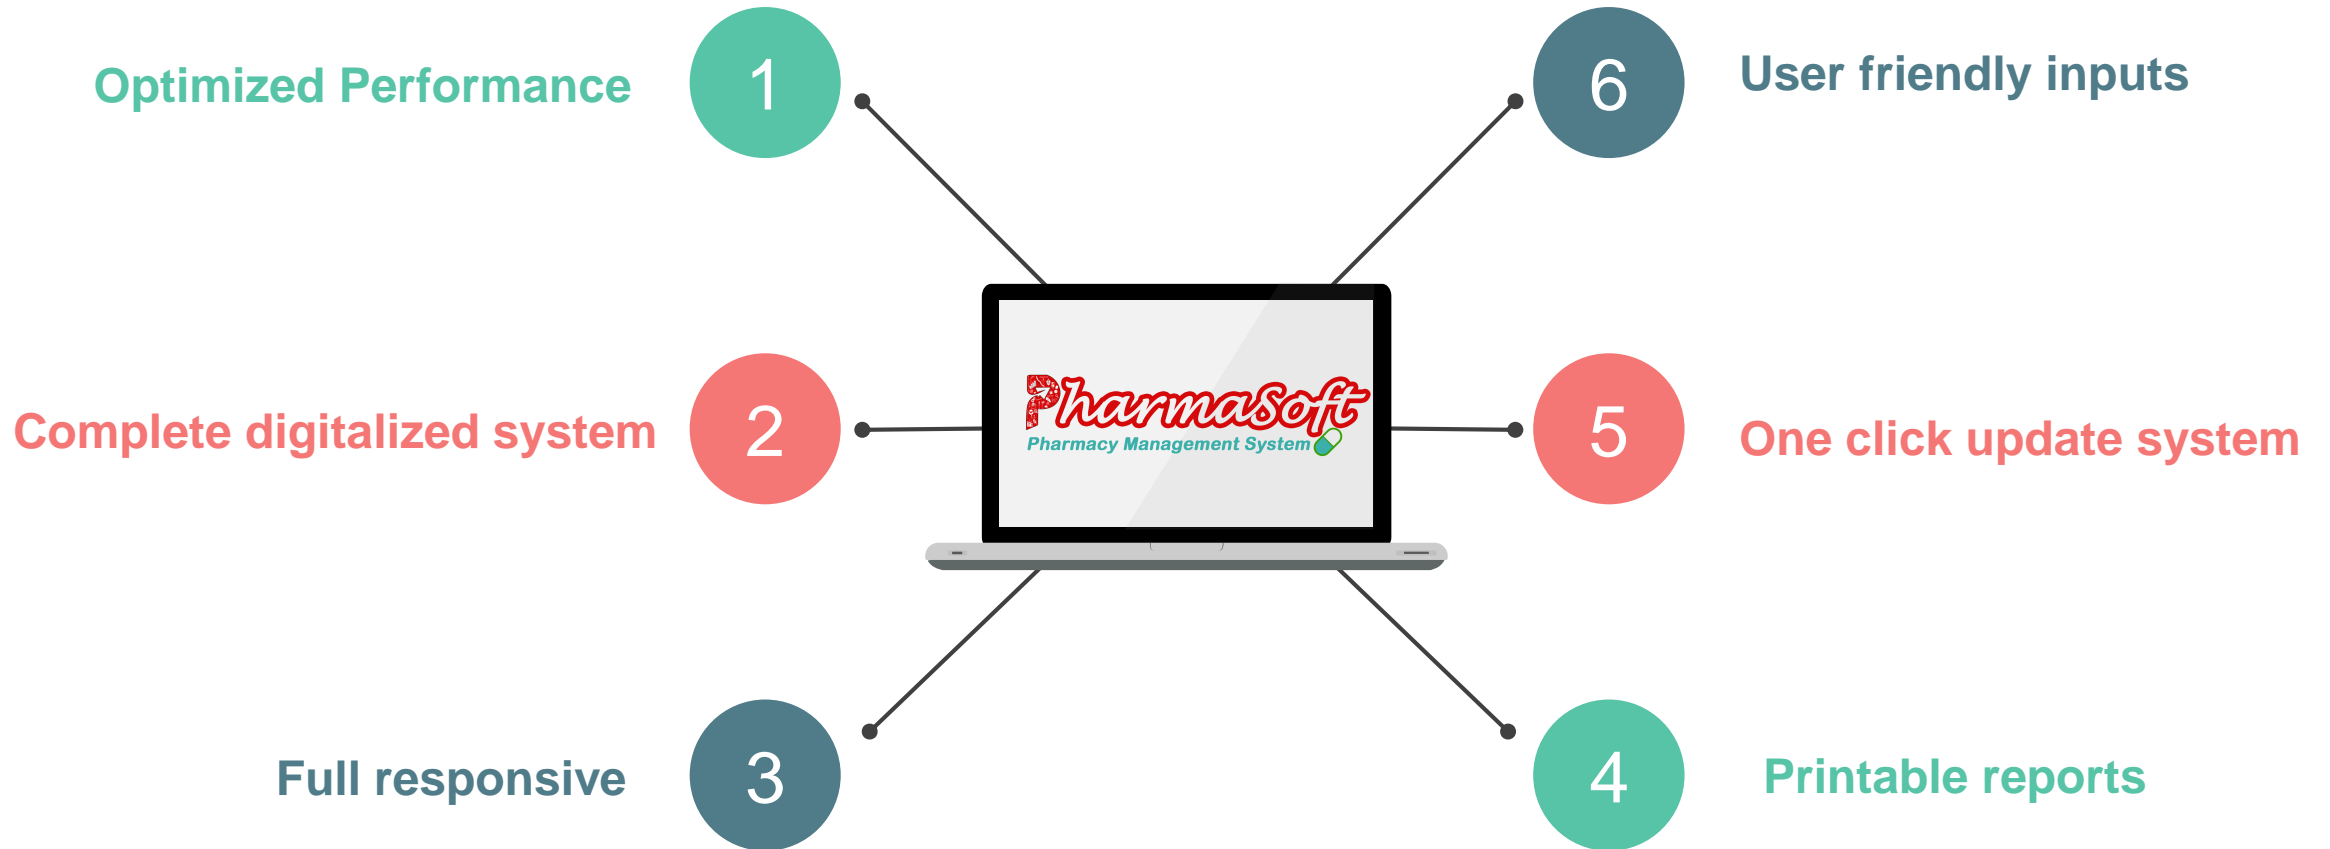 Optimized Performance
1
6
User friendly inputs
Complete digitalized system
2
PharmaSoft
Pharmacy Management System
5
One click update system
Full responsive
3
4
Printable reports